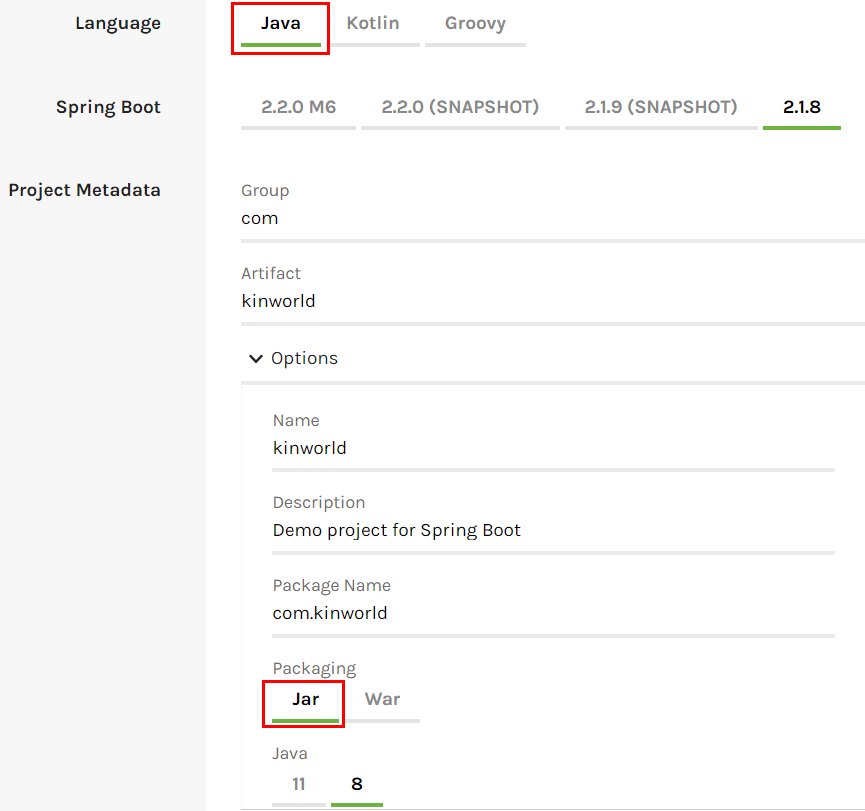 Language Java Kotlin Groovy
Spring Boot 2.2.0 M6 2.2.0 (SNAPSHOT) 2.1.9 (SNAPSHOT) 2.1.8
Project Metadata Group
com
Artifact
kinworld
Options
Name
kinworld
Description
Demo project for Spring Boot
Package Name
com.kinworld
Packaging
Jar War
Java
11 8